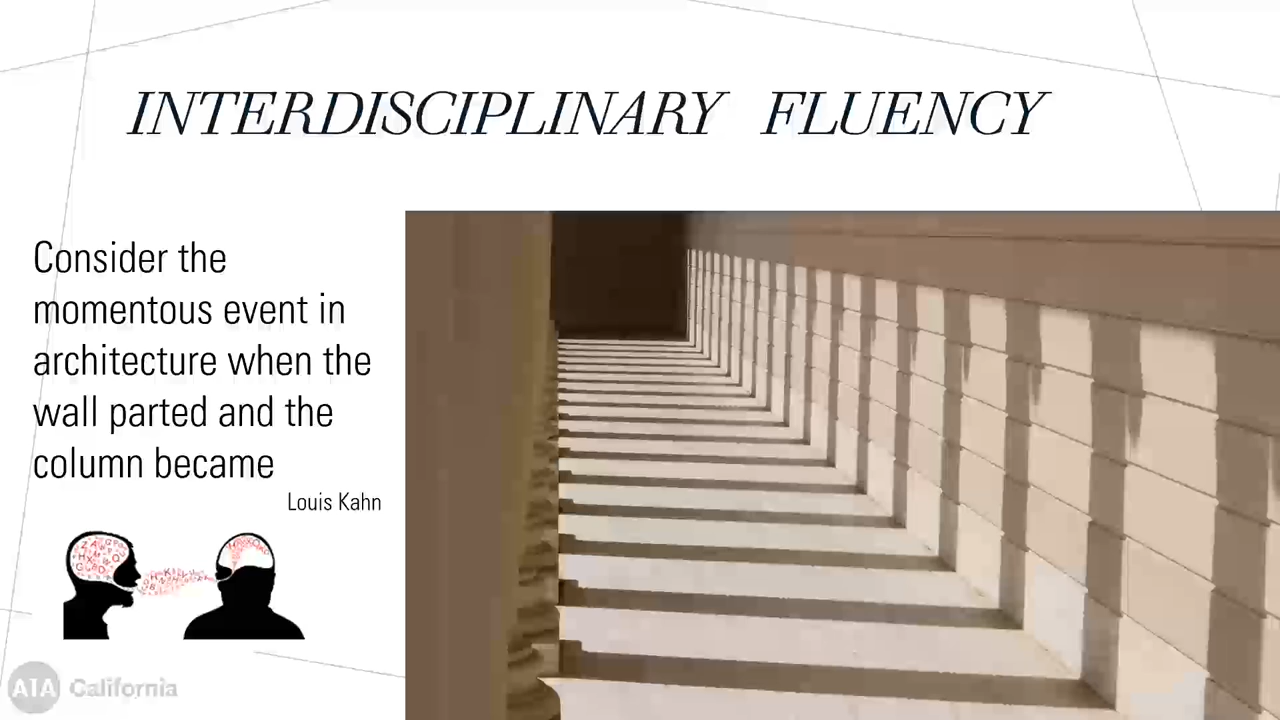 INTERDISCIPLINARY FLUENCY
Consider the
momentous event in
architecture when the
wall parted and the
column became
Louis Kahn
AIA California